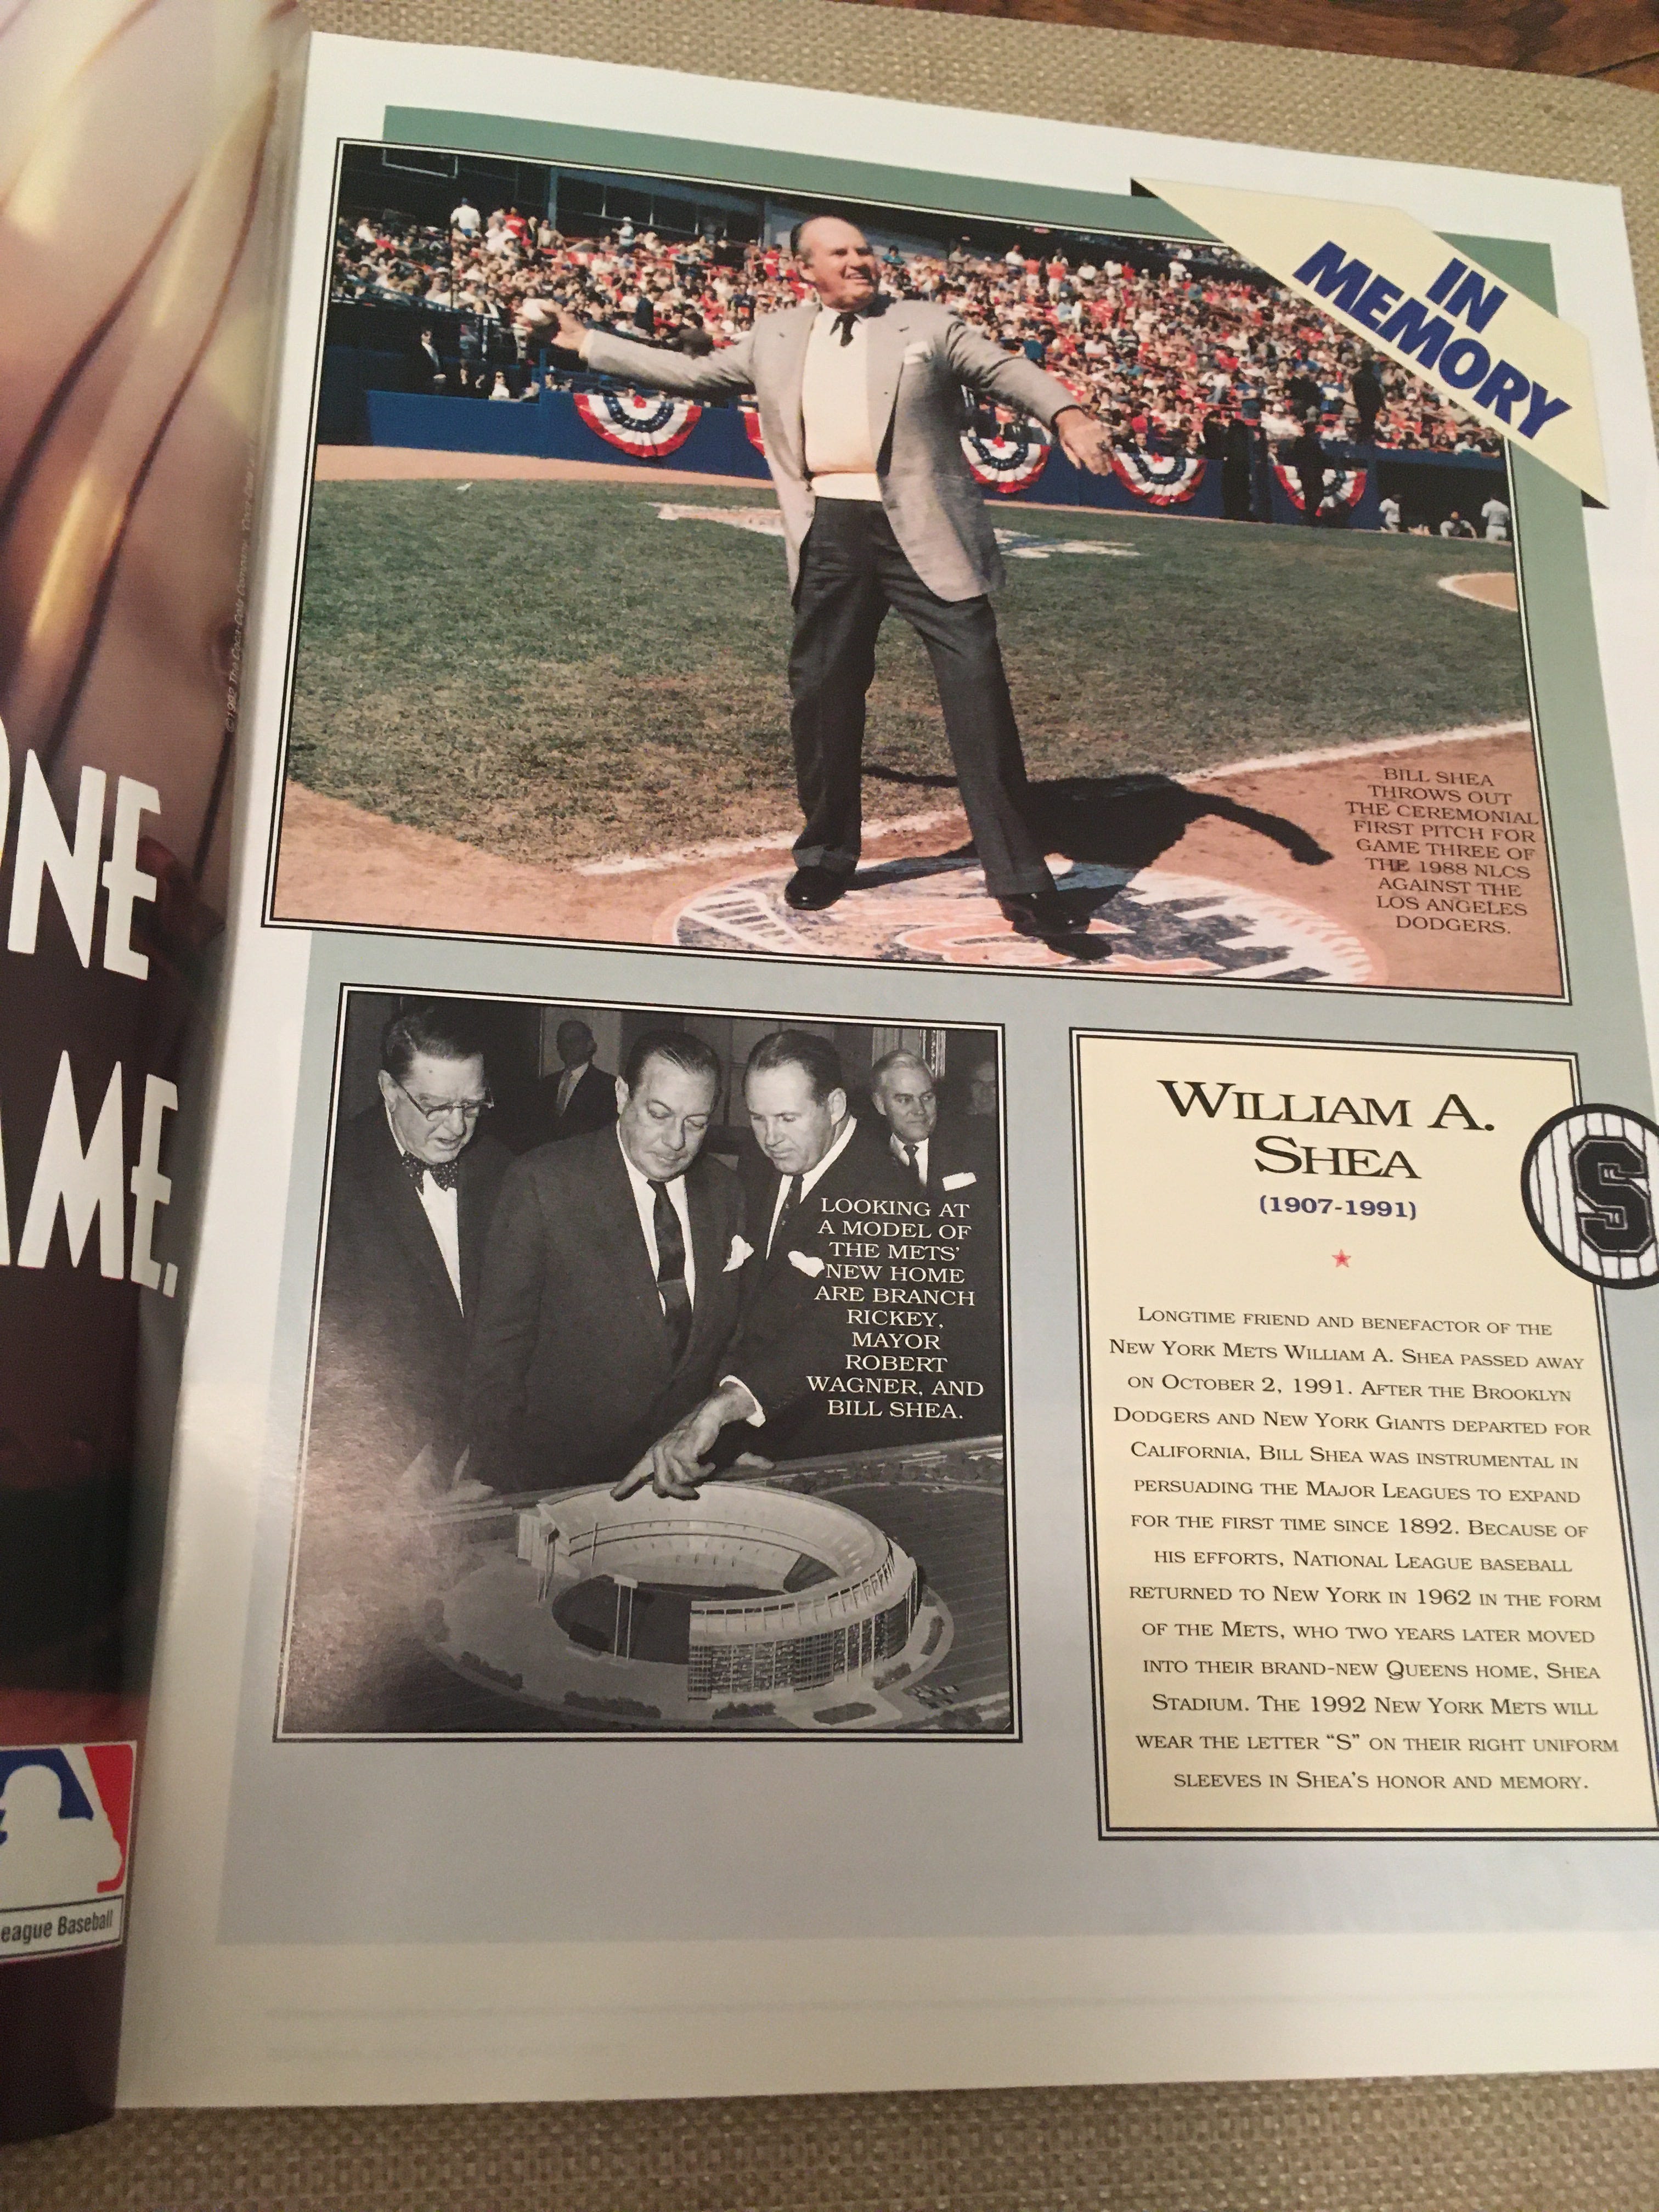 ©1992 The Coca-Cola Company.
NE
AME.
eague Baseball
IN
MEMORY
BILL SHEA
THROWS OUT
THE CEREMONIAL
FIRST PITCH FOR
GAME THREE OF
THE 1988 NLCS
AGAINST THE
LOS ANGELES
DODGERS.
LOOKING AT
A MODEL OF
THE METS'
NEW HOME
ARE BRANCH
RICKEY,
MAYOR
ROBERT
WAGNER, AND
BILL SHEA.
WILLIAM A.
SHEA
(1907-1991)
S
LONGTIME FRIEND AND BENEFACTOR OF THE
NEW YORK METS WILLIAM A. SHEA PASSED AWAY
ON OCTOBER 2, 1991. AFTER THE BROOKLYN
DODGERS AND NEW YORK GIANTS DEPARTED FOR
CALIFORNIA, BILL SHEA WAS INSTRUMENTAL IN
PERSUADING THE MAJOR LEAGUES TO EXPAND
FOR THE FIRST TIME SINCE 1892. BECAUSE OF
HIS EFFORTS, NATIONAL LEAGUE BASEBALL
RETURNED TO NEW YORK IN 1962 IN THE FORM
OF THE METS, WHO TWO YEARS LATER MOVED
INTO THEIR BRAND-NEW QUEENS HOME, SHEA
STADIUM. THE 1992 NEW YORK METS WILL
WEAR THE LETTER "S" ON THEIR RIGHT UNIFORM
SLEEVES IN SHEA'S HONOR AND MEMORY.